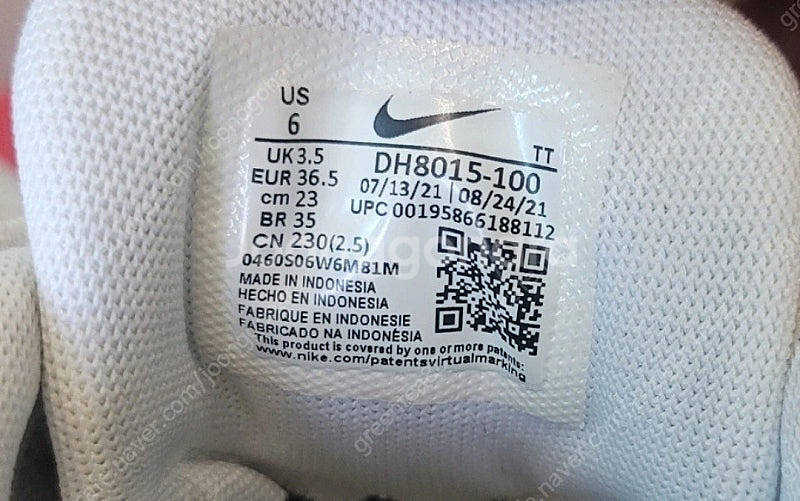 US
6
UK 3.5
EUR 36.5
cm 23
BR 35
CN 230(2.5)
TT
DH8015-100
07/13/21 | 08/24/21
UPC 00195866188112
0460S06W6M81M
MADE IN INDONESIA
HECHO EN INDONESIA
FABRIQUE EN INDONESIE
FABRICADO NA INDONÉSIA
This product is covered by one or more patents:
www.nike.com/patentsvirtualmarking